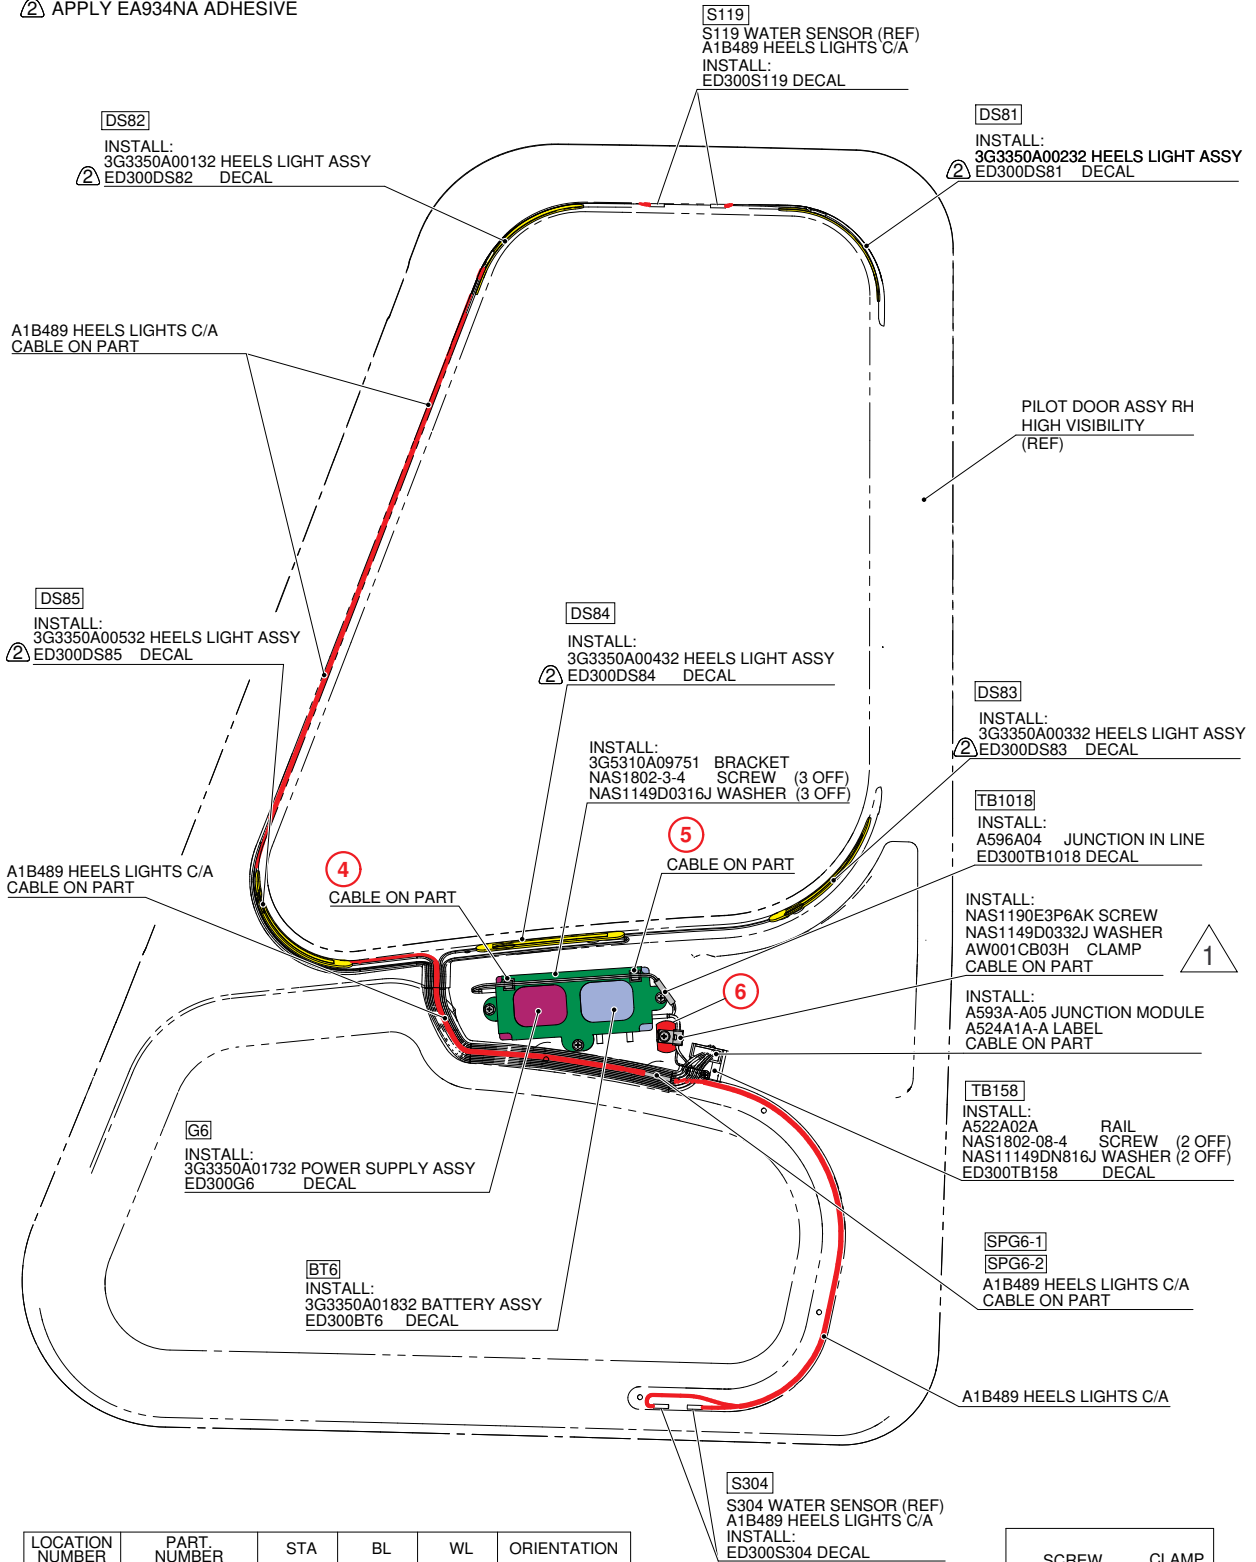 2 APPLY EA934NA ADHESIVE
S119
S119 WATER SENSOR (REF)
A1B489 HEELS LIGHTS C/A
INSTALL:
ED300S119 DECAL
DS82
INSTALL:
3G3350A00132 HEELS LIGHT ASSY
2 ED300DS82 DECAL
DS81
INSTALL:
3G3350A00232 HEELS LIGHT ASSY
2 ED300DS81 DECAL
A1B489 HEELS LIGHTS C/A
CABLE ON PART
PILOT DOOR ASSY RH
HIGH VISIBILITY
(REF)
DS85
INSTALL:
3G3350A00532 HEELS LIGHT ASSY
2 ED300DS85 DECAL
DS84
INSTALL:
3G3350A00432 HEELS LIGHT ASSY
2 ED300DS84 DECAL
DS83
INSTALL:
3G3350A00332 HEELS LIGHT ASSY
2 ED300DS83 DECAL
INSTALL:
3G5310A09751 BRACKET
NAS1802-3-4 SCREW (3 OFF)
NAS1149D0316J WASHER (3 OFF)
TB1018
INSTALL:
A596A04 JUNCTION IN LINE
ED300TB1018 DECAL
5
CABLE ON PART
4
CABLE ON PART
A1B489 HEELS LIGHTS C/A
CABLE ON PART
INSTALL:
NAS1190E3P6AK SCREW
NAS1149D0332J WASHER
AW001CB03H CLAMP
CABLE ON PART
1
6
INSTALL:
A593A-A05 JUNCTION MODULE
A524A1A-A LABEL
CABLE ON PART
TB158
INSTALL:
A522A02A RAIL
NAS1802-08-4 SCREW (2 OFF)
NAS11149DN816J WASHER (2 OFF)
ED300TB158 DECAL
G6
INSTALL:
3G3350A01732 POWER SUPPLY ASSY
ED300G6 DECAL
SPG6-1
SPG6-2
A1B489 HEELS LIGHTS C/A
CABLE ON PART
BT6
INSTALL:
3G3350A01832 BATTERY ASSY
ED300BT6 DECAL
A1B489 HEELS LIGHTS C/A
S304
S304 WATER SENSOR (REF)
A1B489 HEELS LIGHTS C/A
INSTALL:
ED300S304 DECAL
LOCATION NUMBER PART. NUMBER STA BL WL ORIENTATION
SCREW CLAMP